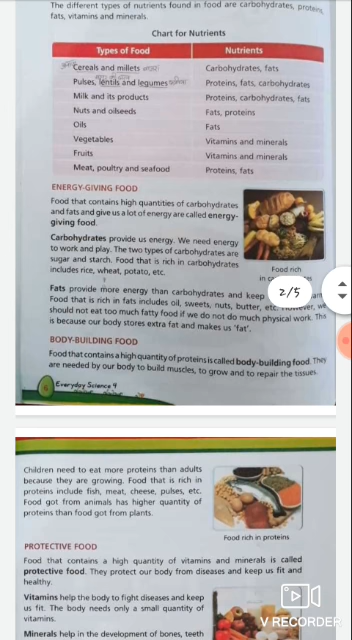 The different types of nutrients found in food are carbohydrates, proteins,
fats, vitamins and minerals.
Chart for Nutrients
Types of Food Nutrients
Cereals and millets Carbohydrates, fats
Pulses, lentils and legumes Proteins, fats, carbohydrates
Milk and its products Proteins, carbohydrates, fats
Nuts and oilseeds Fats, proteins
Oils Fats
Vegetables Vitamins and minerals
Fruits Vitamins and minerals
Meat, poultry and seafood Proteins, fats
ENERGY-GIVING FOOD
Food that contains high quantities of carbohydrates
and fats and give us a lot of energy are called energy-
giving food.
Carbohydrates provide us energy. We need energy
to work and play. The two types of carbohydrates are
sugar and starch. Food that is rich in carbohydrates
includes rice, wheat, potato, etc.
Food rich
in
Fats provide more energy than carbohydrates and keep
Food that is rich in fats includes oil, sweets, nuts, butter, etc. However, we
should not eat too much fatty food if we do not do much physical work. This
is because our body stores extra fat and makes us 'fat'.
2/5
BODY-BUILDING FOOD
Food that contains a high quantity of proteins is called body-building food. They
are needed by our body to build muscles, to grow and to repair the tissues.
6 Everyday Science 4
Children need to eat more proteins than adults
because they are growing. Food that is rich in
proteins include fish, meat, cheese, pulses, etc.
Food got from animals has higher quantity of
proteins than food got from plants.
Food rich in proteins
PROTECTIVE FOOD
Food that contains a high quantity of vitamins and minerals is called
protective food. They protect our body from diseases and keep us fit and
healthy.
Vitamins help the body to fight diseases and keep
us fit. The body needs only a small quantity of
vitamins.
Minerals help in the development of bones, teeth
V RECORDER